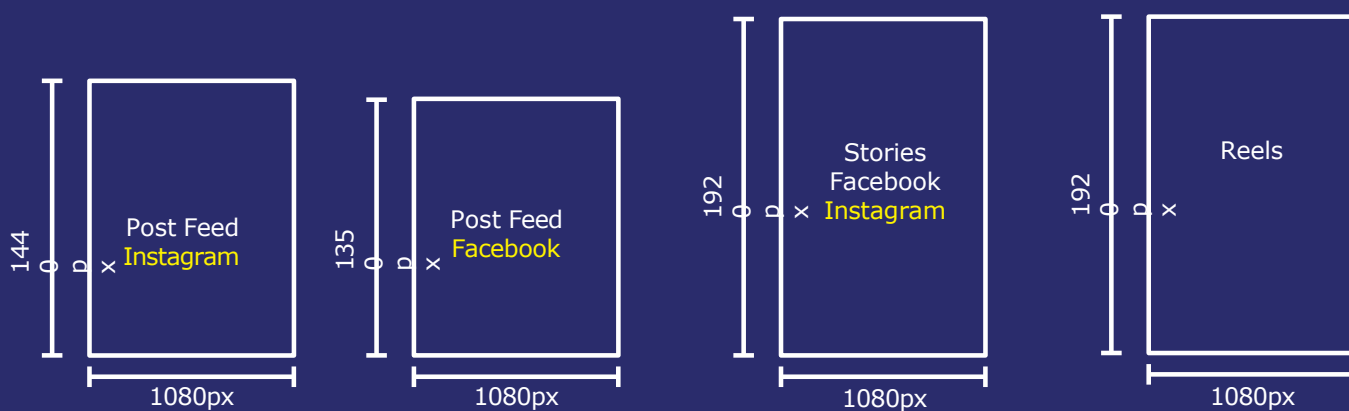 144
0 p x
Post Feed
Instagram
1080px
135
0 p x
Post Feed
Facebook
1080px
192
0 p x
Stories
Facebook
Instagram
1080px
192
0 p x
Reels
1080px